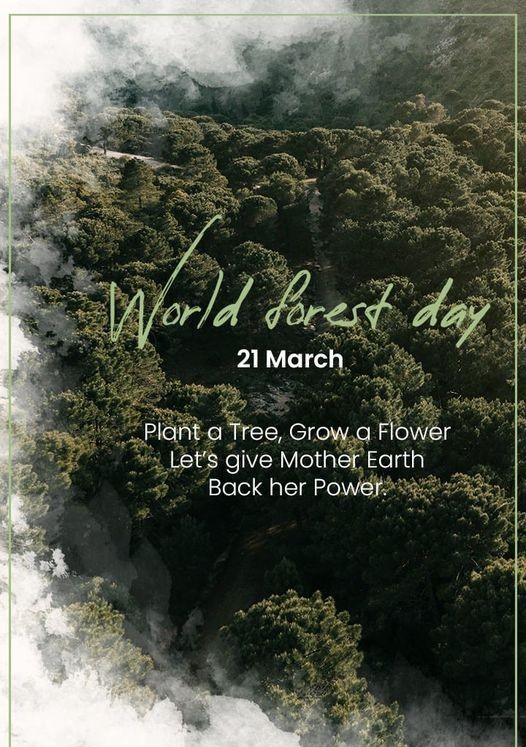 World forest day
21 March
Plant a Tree, Grow a Flower
Let's give Mother Earth
Back her Power.